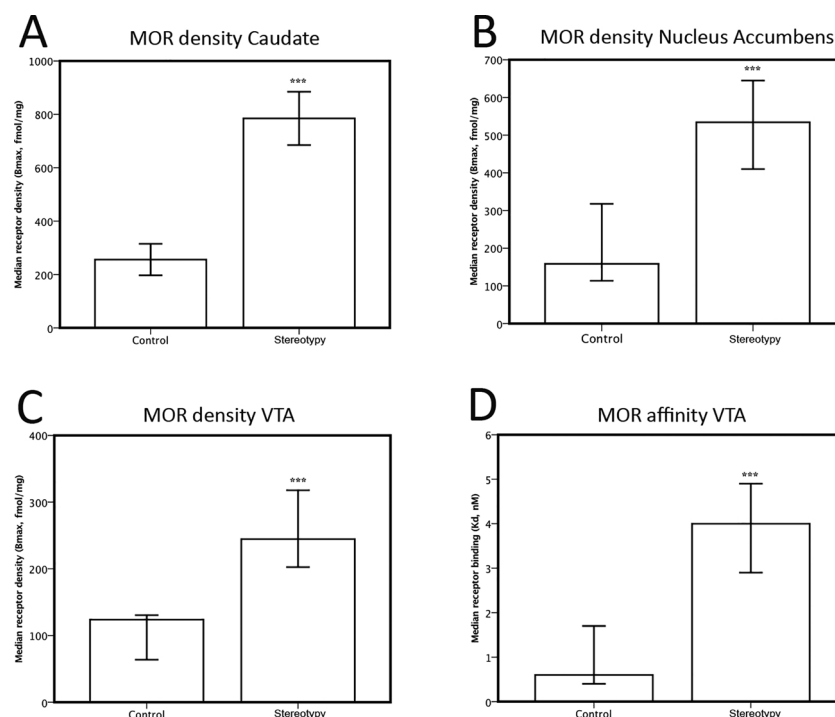 A
MOR density Caudate
Median receptor density (Bmax, fmol/mg)
1000
800
600
400
200
0
***
Control
Stereotypy
B
MOR density Nucleus Accumbens
700
600
500
400
300
200
100
0
***
Control
Stereotypy
C
MOR density VTA
Median receptor density (Bmax, fmol/mg)
400
300
200
100
0
***
Control
Stereotypy
D
MOR affinity VTA
Median receptor binding (Kd, nM)
6
5
4
3
2
1
0
***
Control
Stereotypy
Median receptor density (Bmax, fmol/mg)